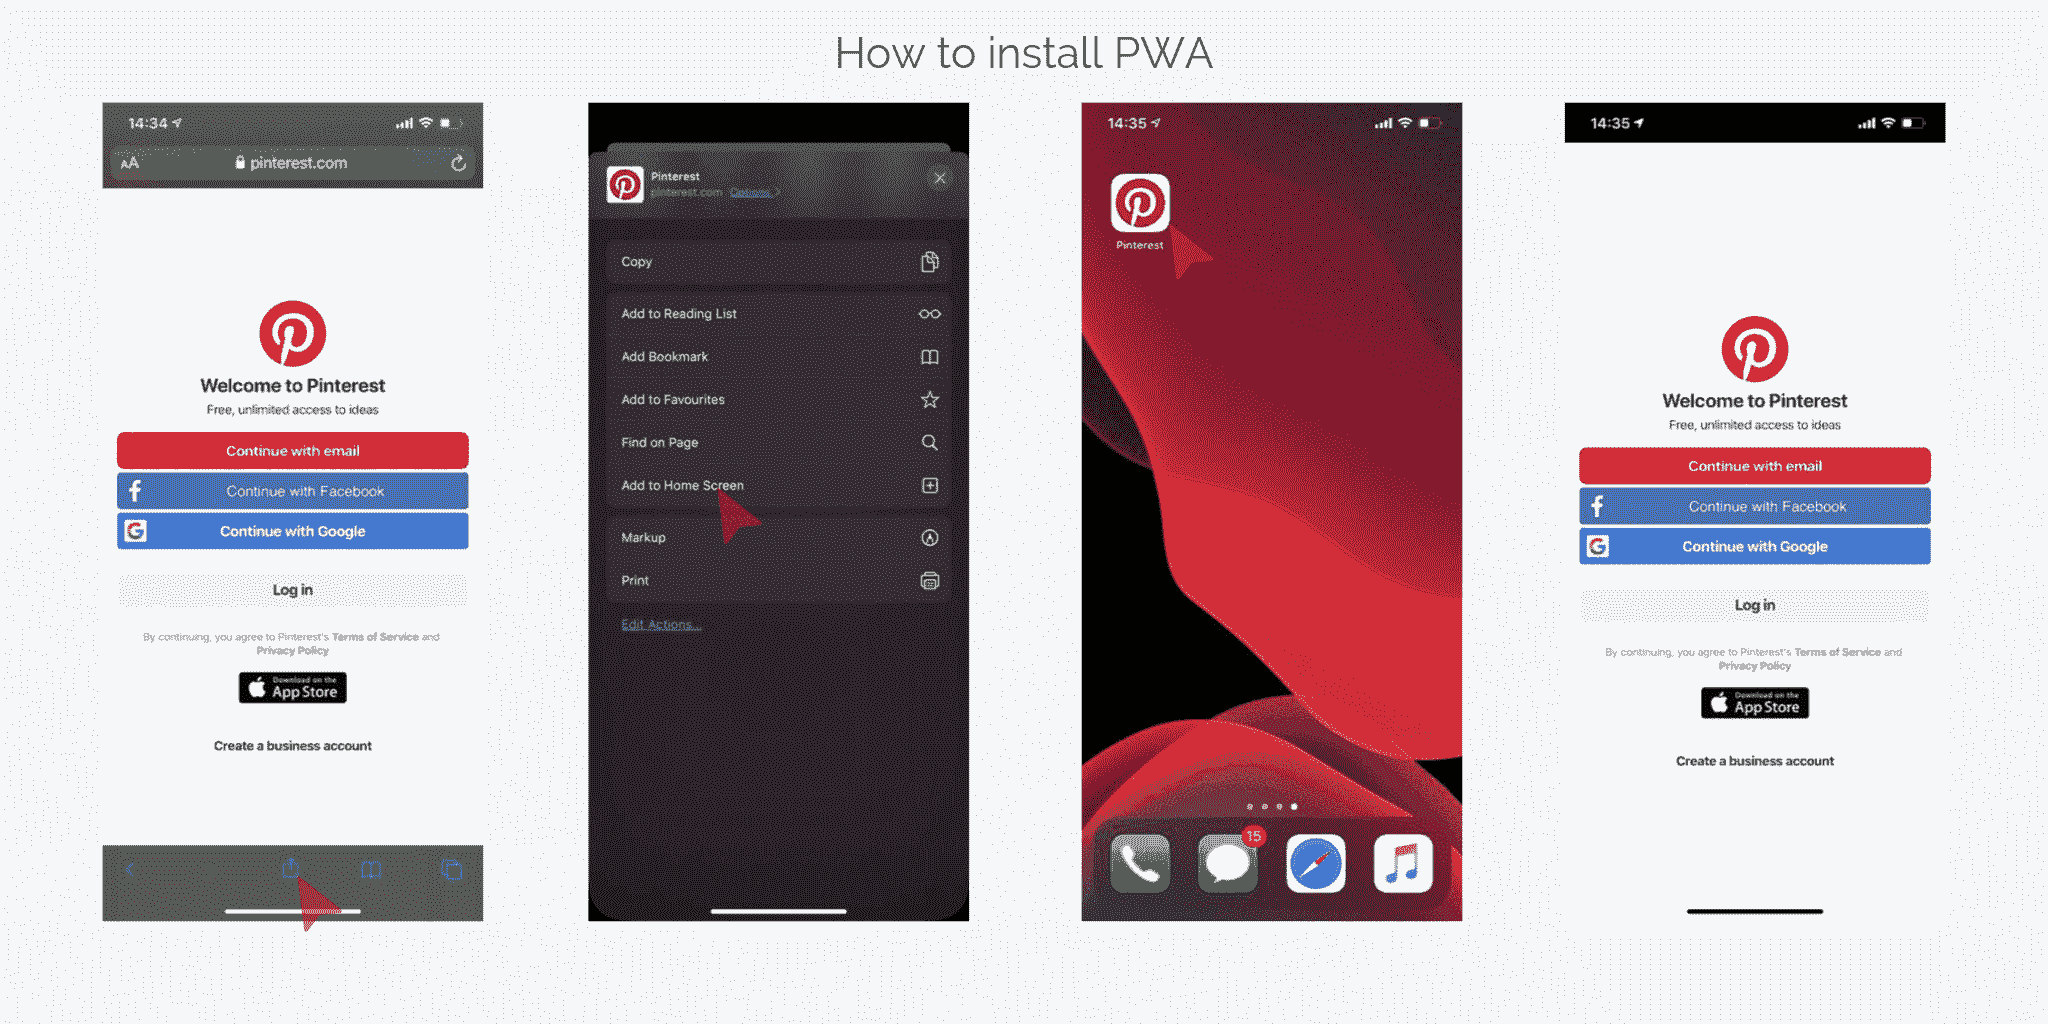 How to install PWA
14:34
AA pinterest.com
Welcome to Pinterest
Free, unlimited access to ideas
Continue with email
Continue with Facebook
Continue with Google
Log in
By continuing, you agree to Pinterest's Terms of Service and
Privacy Policy
Download on the
App Store
Create a business account
Pinterest
pinterest.com Options
Copy
Add to Reading List
Add Bookmark
Add to Favourites
Find on Page
Add to Home Screen
Markup
Print
Edit Actions...
14:35
Pinterest
15
14:35
Welcome to Pinterest
Free, unlimited access to ideas
Continue with email
Continue with Facebook
Continue with Google
Log in
By continuing, you agree to Pinterest's Terms of Service and
Privacy Policy
Download on the
App Store
Create a business account